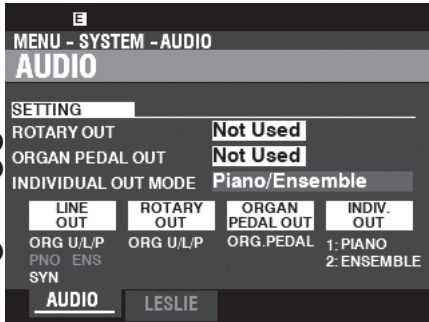 E
MENU - SYSTEM - AUDIO
AUDIO
SETTING
ROTARY OUT Not Used
ORGAN PEDAL OUT Not Used
INDIVIDUAL OUT MODE Piano/Ensemble
LINE OUT ROTARY OUT ORGAN PEDAL OUT INDIV. OUT
ORG U/L/P ORG U/L/P ORG.PEDAL 1: PIANO
PNO ENS 2: ENSEMBLE
SYN
AUDIO LESLIE